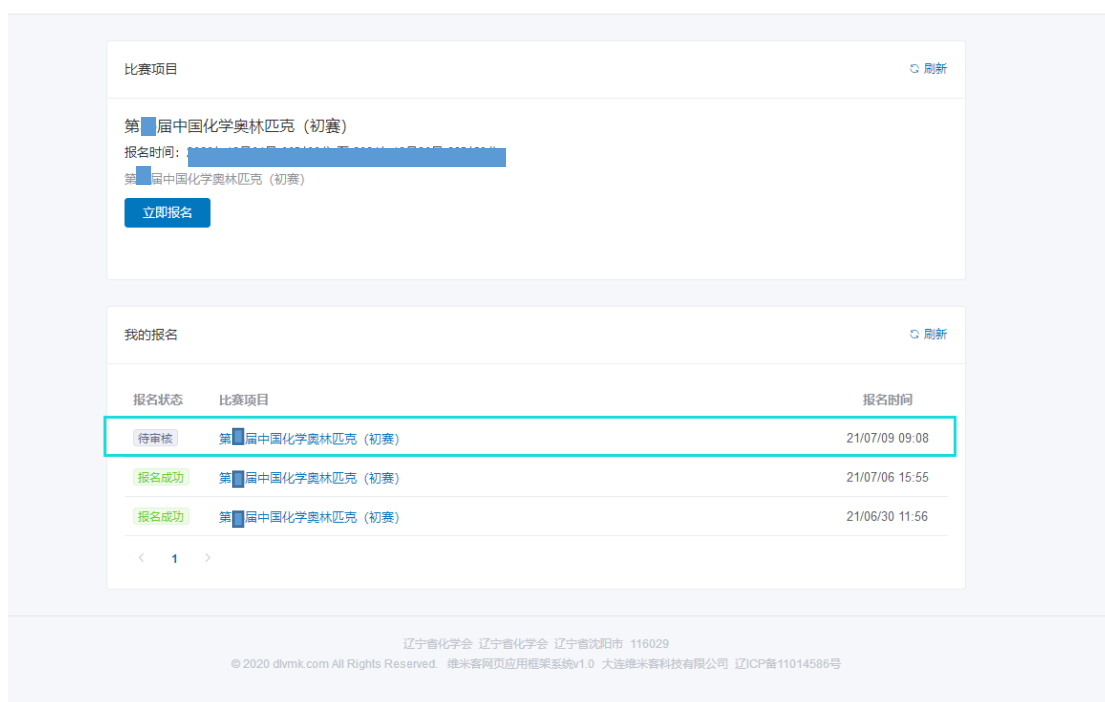 比赛项目 刷新
第 届中国化学奥林匹克（初赛）
报名时间：
第 届中国化学奥林匹克（初赛）
立即报名
我的报名 刷新
报名状态 比赛项目 报名时间
待审核 第 届中国化学奥林匹克（初赛） 21/07/09 09:08
报名成功 第 届中国化学奥林匹克（初赛） 21/07/06 15:55
报名成功 第 届中国化学奥林匹克（初赛） 21/06/30 11:56
< 1 >
辽宁省化学会 辽宁省化学会 辽宁省沈阳市 116029
© 2020 dlvmk.com All Rights Reserved. 维米客网页应用框架系统v1.0 大连维米客科技有限公司 辽ICP备11014586号